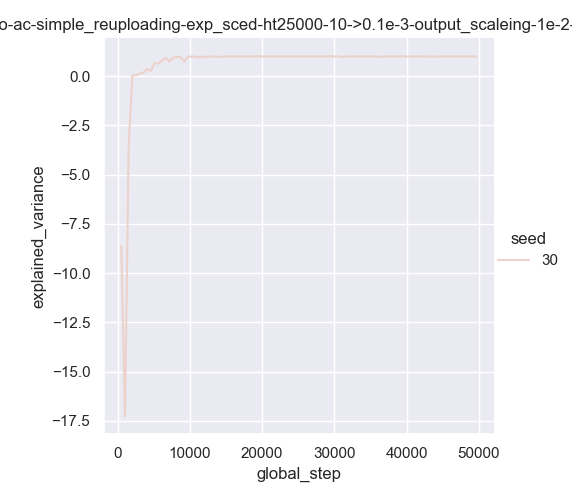 o-ac-simple_reuploading-exp_sced-ht25000-10->0.1e-3-output_scaleing-1e-2-
0.0
−2.5
−5.0
−7.5
−10.0
−12.5
−15.0
−17.5
explained_variance
0 10000 20000 30000 40000 50000
global_step
seed
30